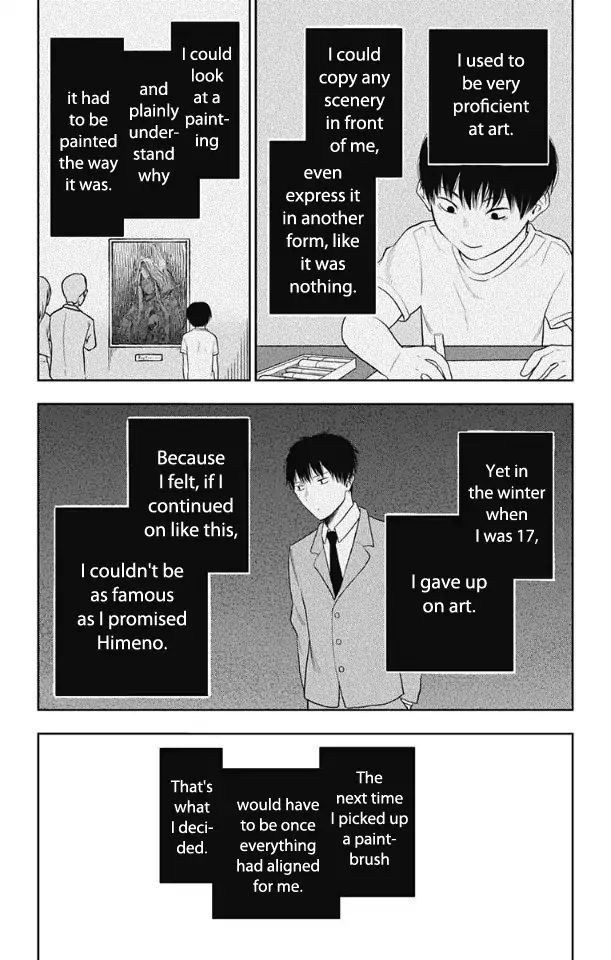 I used to
be very
proficient
at art.
I could
copy any
scenery
in front
of me,
even
express it
in another
form, like
it was
nothing.
I could
look
at a
paint-
ing
and
plainly
under-
stand
why
it had
to be
painted
the way
it was.
Yet in
the winter
when
I was 17,
I gave up
on art.
Because
I felt, if I
continued
on like this,
I couldn't be
as famous
as I promised
Himeno.
The
next time
I picked up
a paint-
brush
would have
to be once
everything
had aligned
for me.
That's
what
I deci-
ded.